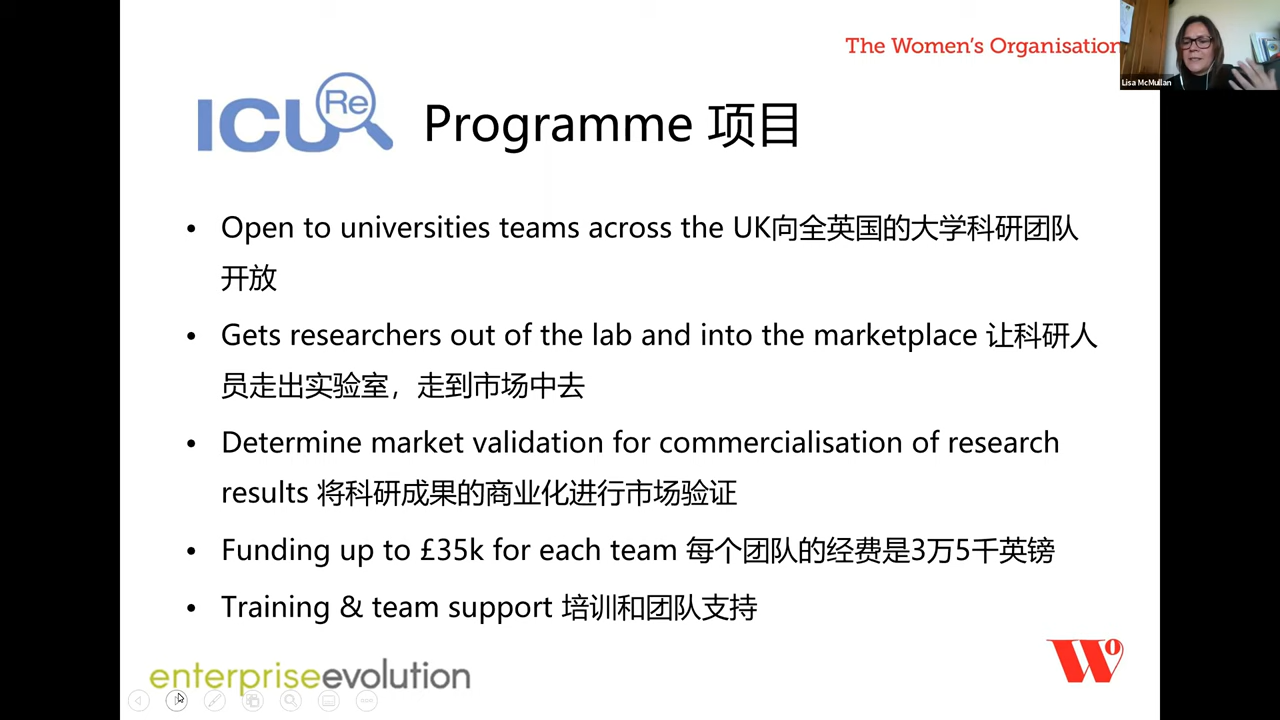 The Women's Organisation
Lisa McMullan
ICURe Programme 项目
• Open to universities teams across the UK向全英国的大学科研团队
开放
• Gets researchers out of the lab and into the marketplace 让科研人
员走出实验室，走到市场中去
• Determine market validation for commercialisation of research
results 将科研成果的商业化进行市场验证
• Funding up to £35k for each team 每个团队的经费是3万5千英镑
• Training & team support 培训和团队支持
enterpriseevolution
Wo